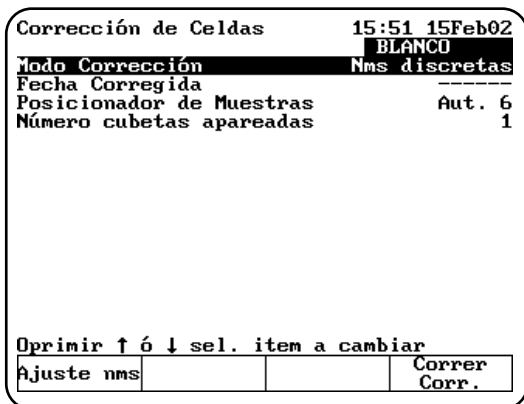 Corrección de Celdas 15:51 15Feb02
BLANCO
Modo Corrección Nms discretas
Fecha Corregida ------
Posicionador de Muestras Aut. 6
Número cubetas apareadas 1
Oprimir ↑ ó ↓ sel. item a cambiar
Ajuste nms Correr
Corr.